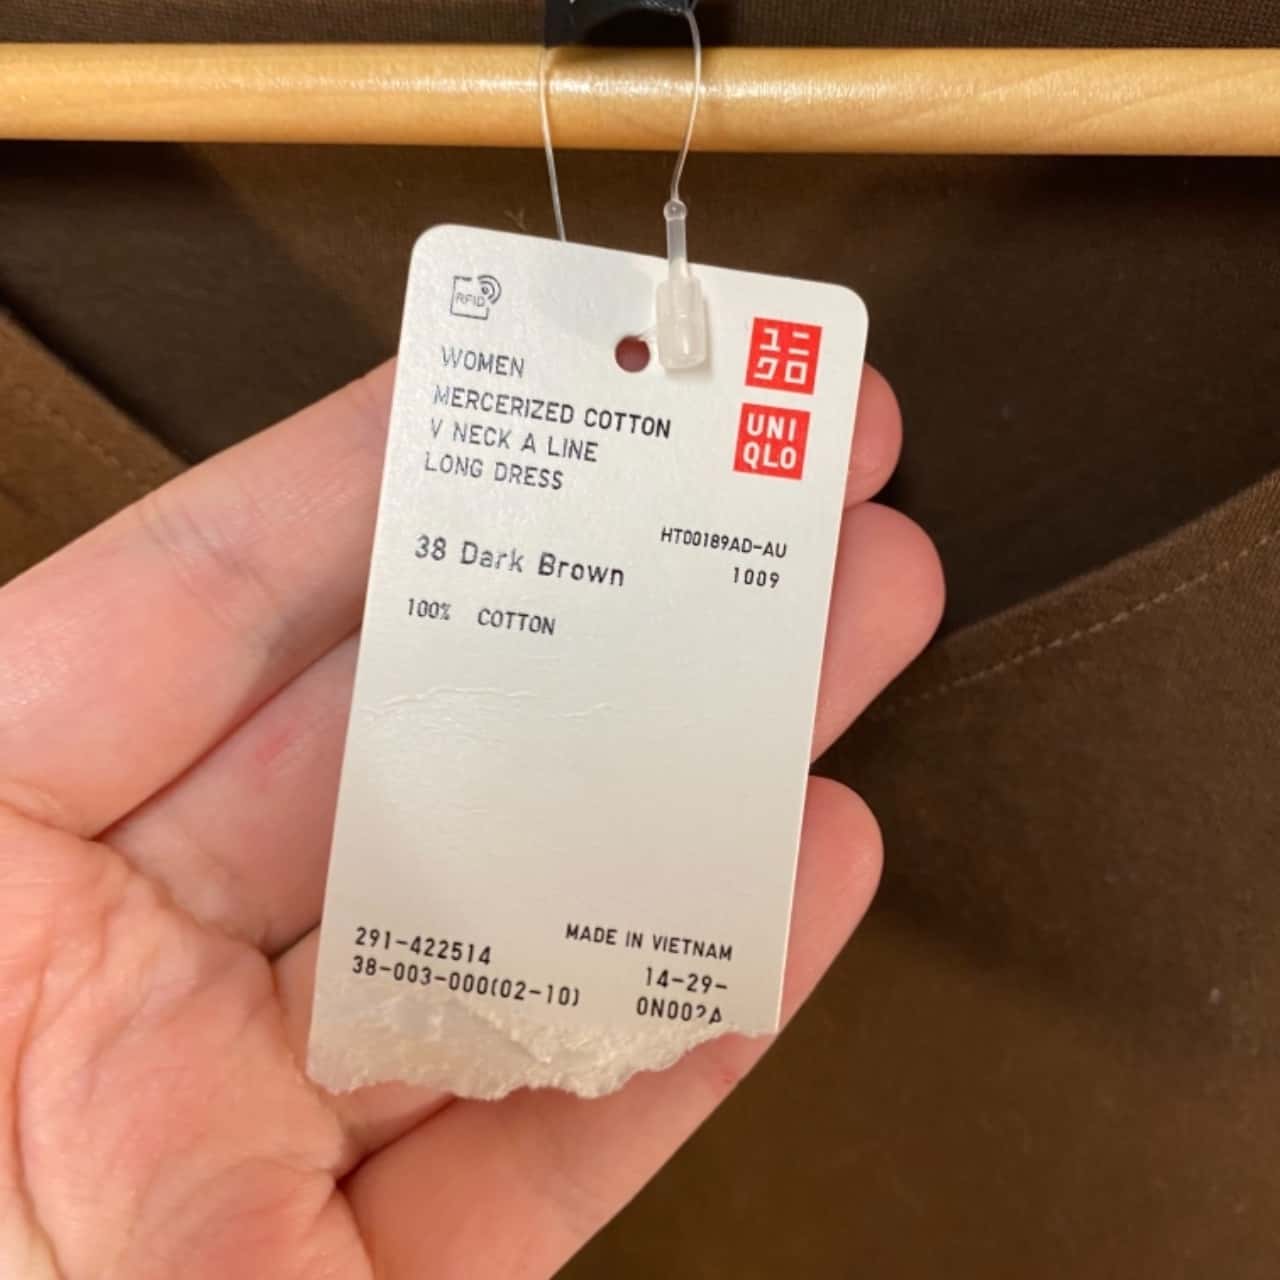 RFID
ユニ
クロ
UNI
QLO
WOMEN
MERCERIZED COTTON
V NECK A LINE
LONG DRESS
HT00189AD-AU
1009
38 Dark Brown
100% COTTON
291-422514
38-003-000(02-10)
MADE IN VIETNAM
14-29-